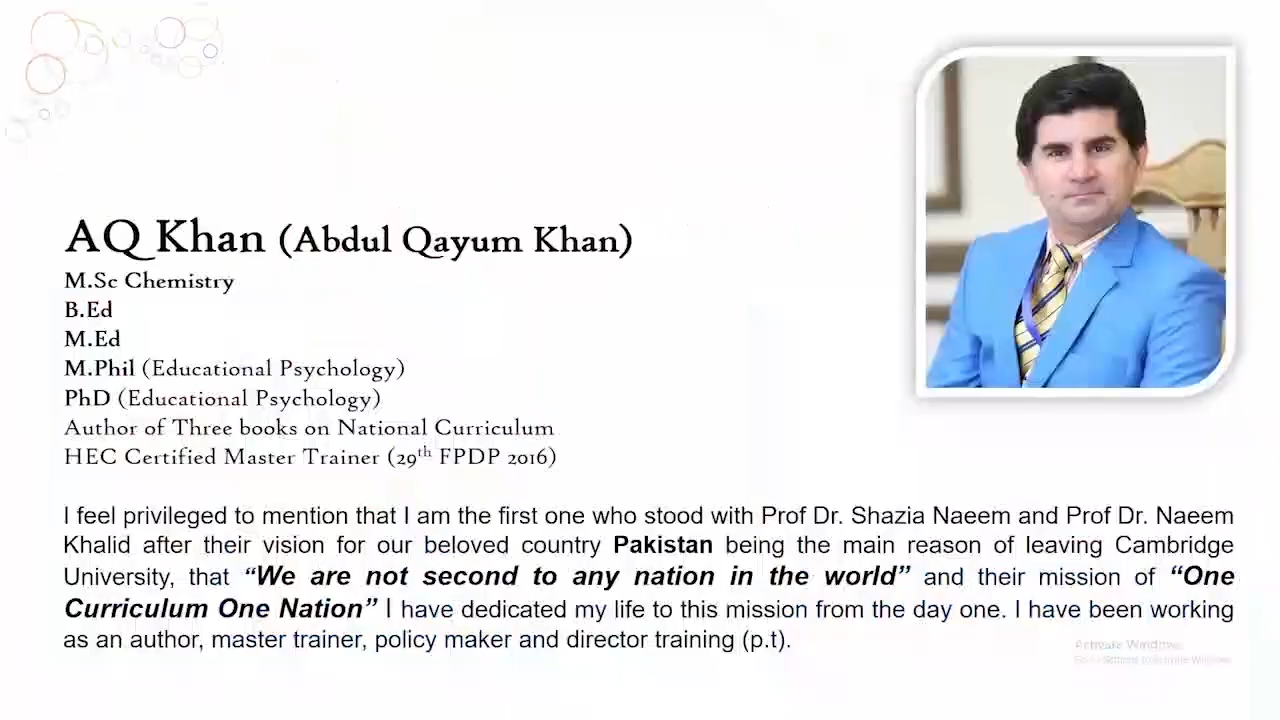 AQ Khan (Abdul Qayum Khan)
M.Sc Chemistry
B.Ed
M.Ed
M.Phil (Educational Psychology)
PhD (Educational Psychology)
Author of Three books on National Curriculum
HEC Certified Master Trainer (29th FPDP 2016)
I feel privileged to mention that I am the first one who stood with Prof Dr. Shazia Naeem and Prof Dr. Naeem
Khalid after their vision for our beloved country Pakistan being the main reason of leaving Cambridge
University, that “We are not second to any nation in the world” and their mission of “One
Curriculum One Nation” I have dedicated my life to this mission from the day one. I have been working
as an author, master trainer, policy maker and director training (p.t).
Activate Windows